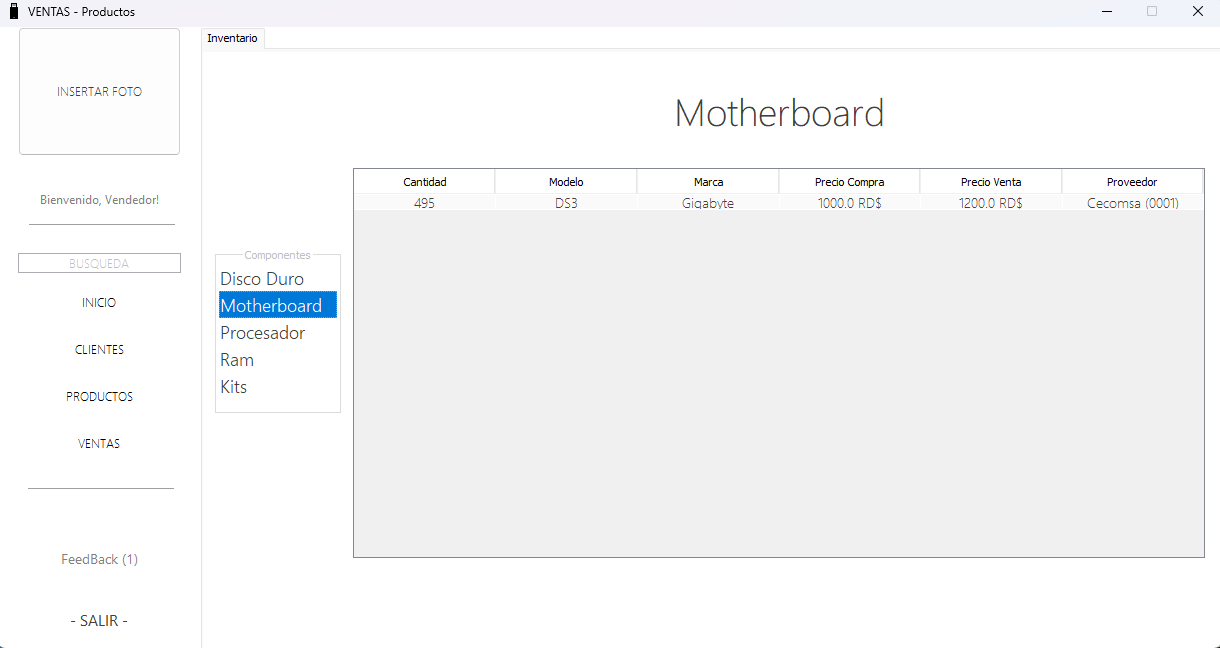 VENTAS - Productos
INSERTAR FOTO
Bienvenido, Vendedor!
BUSQUEDA
INICIO
CLIENTES
PRODUCTOS
VENTAS
FeedBack (1)
- SALIR -
Inventario
Motherboard
Componentes
Disco Duro
Motherboard
Procesador
Ram
Kits
Cantidad Modelo Marca Precio Compra Precio Venta Proveedor
495 DS3 Gigabyte 1000.0 RD$ 1200.0 RD$ Cecomsa (0001)